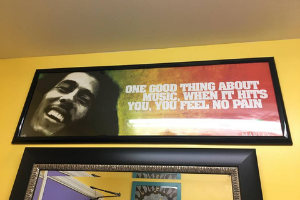 ONE GOOD THING ABOUT
MUSIC, WHEN IT HITS
YOU, YOU FEEL NO PAIN